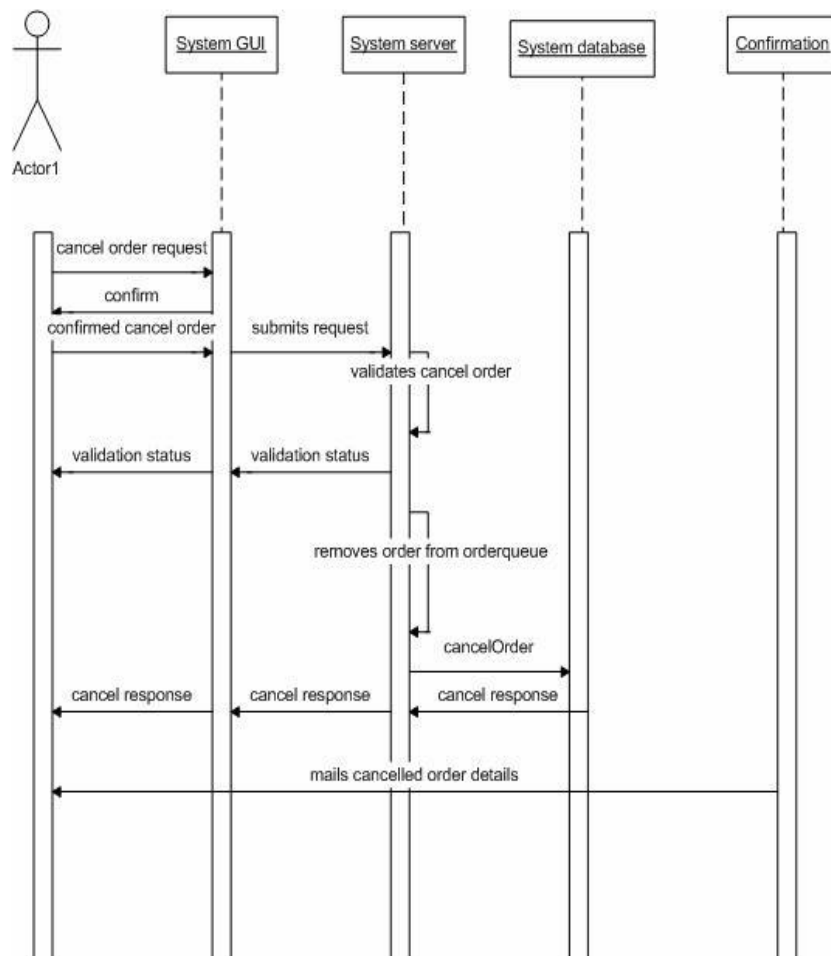 System GUI
System server
System database
Confirmation
Actor1
cancel order request
confirm
confirmed cancel order
submits request
validates cancel order
validation status
validation status
removes order from orderqueue
cancelOrder
cancel response
cancel response
cancel response
mails cancelled order details